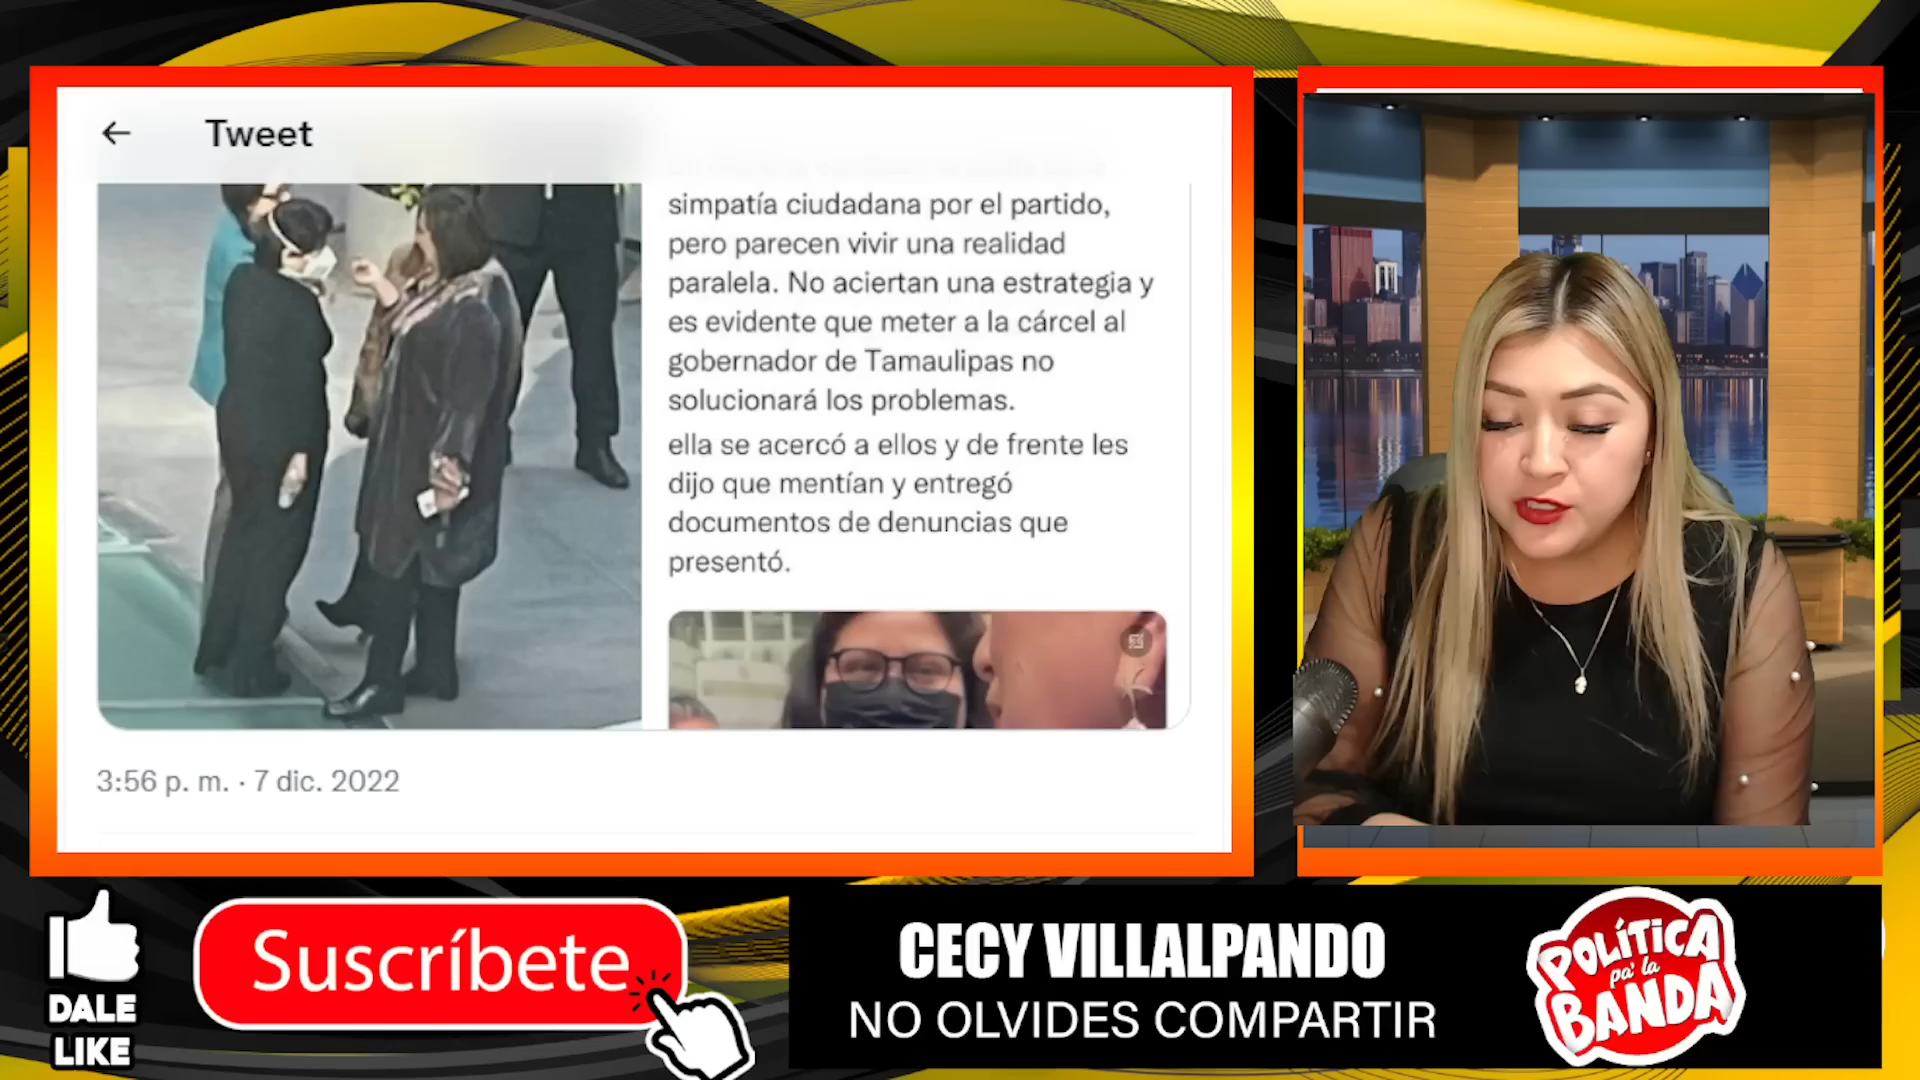 Tweet
simpatía ciudadana por el partido,
pero parecen vivir una realidad
paralela. No aciertan una estrategia y
es evidente que meter a la cárcel al
gobernador de Tamaulipas no
solucionará los problemas.
ella se acercó a ellos y de frente les
dijo que mentían y entregó
documentos de denuncias que
presentó.
3:56 p. m. · 7 dic. 2022
DALE
LIKE
Suscríbete
CECY VILLALPANDO
NO OLVIDES COMPARTIR
POLÍTICA
pa' la
BANDA